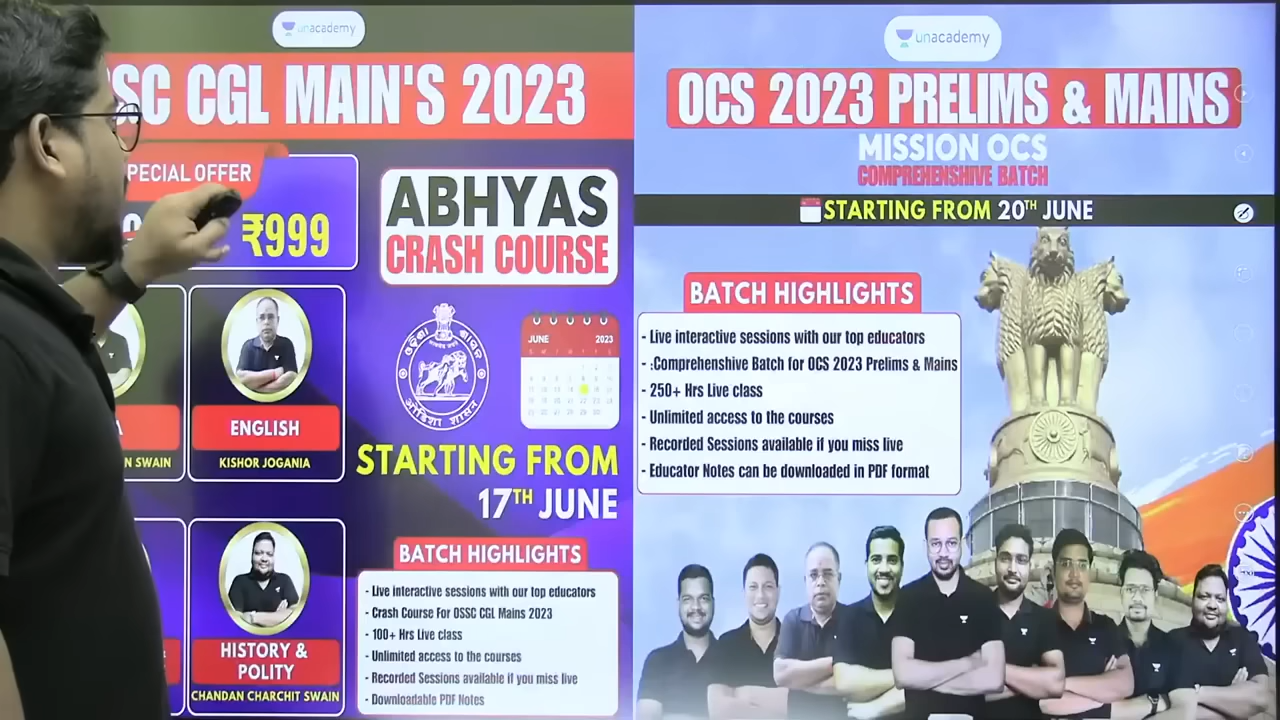 unacademy
SC CGL MAIN'S 2023
PECIAL OFFER
₹999
ABHYAS
CRASH COURSE
ENGLISH
N SWAIN
KISHOR JOGANIA
JUNE 2023
STARTING FROM
17TH JUNE
HISTORY &
POLITY
CHANDAN CHARCHIT SWAIN
BATCH HIGHLIGHTS
- Live interactive sessions with our top educators
- Crash Course For OSSC CGL Mains 2023
- 100+ Hrs Live class
- Unlimited access to the courses
- Recorded Sessions available if you miss live
- Downloadable PDF Notes
unacademy
OCS 2023 PRELIMS & MAINS
MISSION OCS
COMPREHENSHIVE BATCH
STARTING FROM 20TH JUNE
BATCH HIGHLIGHTS
- Live interactive sessions with our top educators
- :Comprehenshive Batch for OCS 2023 Prelims & Mains
- 250+ Hrs Live class
- Unlimited access to the courses
- Recorded Sessions available if you miss live
- Educator Notes can be downloaded in PDF format